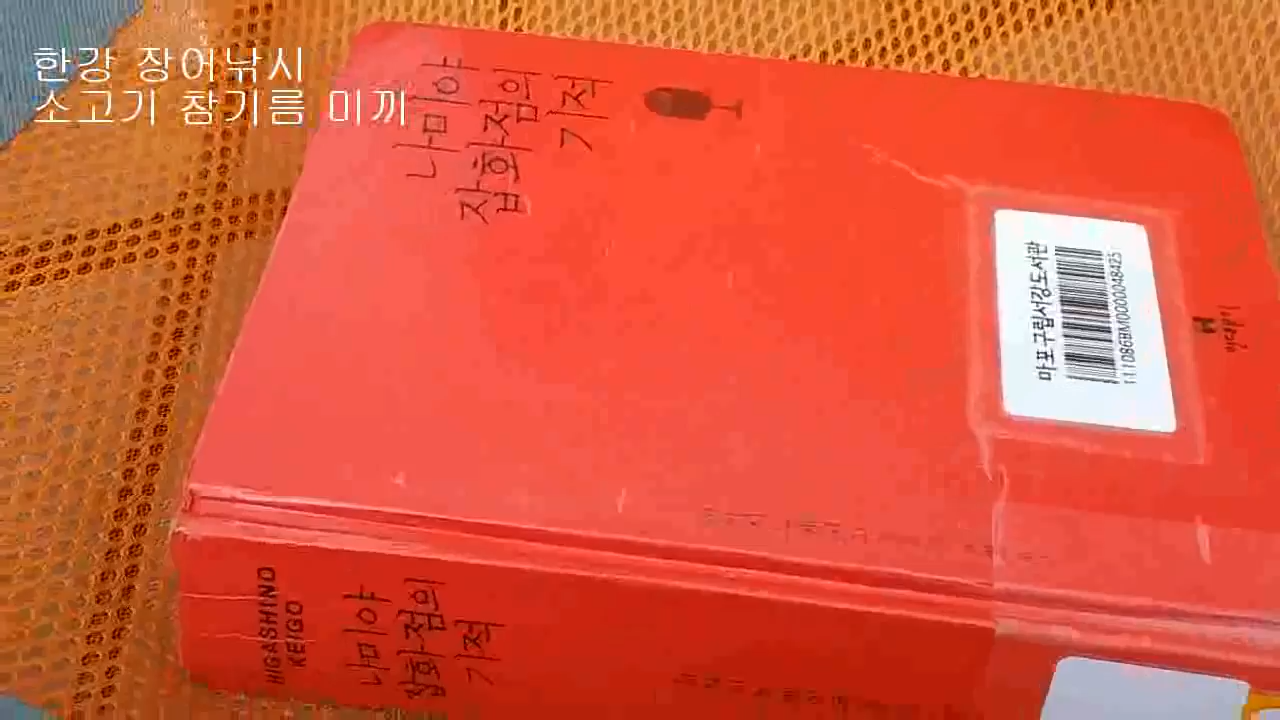 한강 장어낚시
소고기 참기름 미끼
나미야
잡화점의
기적
마포구립서강도서관
HIGASHINO
KEIGO
나미야
잡화점의
기적